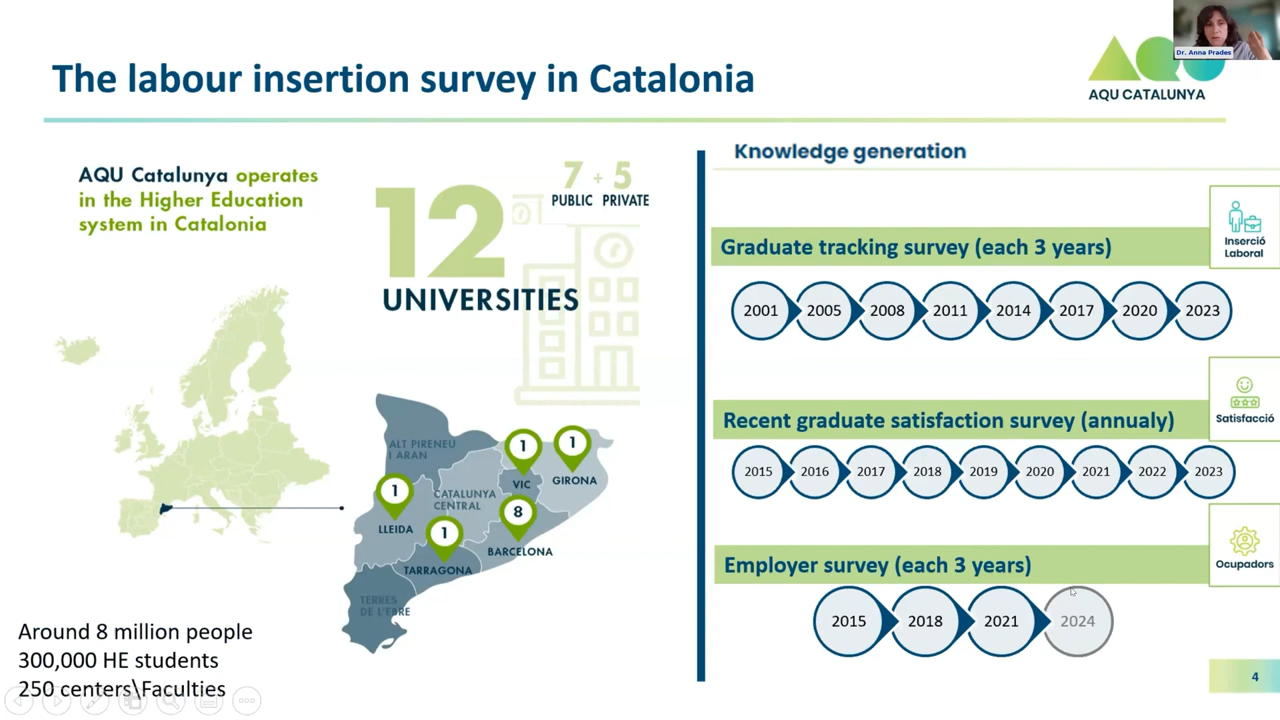 Dr. Anna Prades
The labour insertion survey in Catalonia
AQU CATALUNYA
AQU Catalunya operates
in the Higher Education
system in Catalonia
7 + 5
PUBLIC PRIVATE
12
UNIVERSITIES
ALT PIRINEU
I ARAN
1
1
VIC
GIRONA
1
CATALUNYA
CENTRAL
LLEIDA
8
1
BARCELONA
TARRAGONA
TERRES
DE L'EBRE
Around 8 million people
300,000 HE students
250 centers\Faculties
Knowledge generation
Graduate tracking survey (each 3 years)
Inserció
Laboral
2001 2005 2008 2011 2014 2017 2020 2023
Recent graduate satisfaction survey (annualy)
Satisfacció
2015 2016 2017 2018 2019 2020 2021 2022 2023
Employer survey (each 3 years)
Ocupadors
2015 2018 2021 2024
4